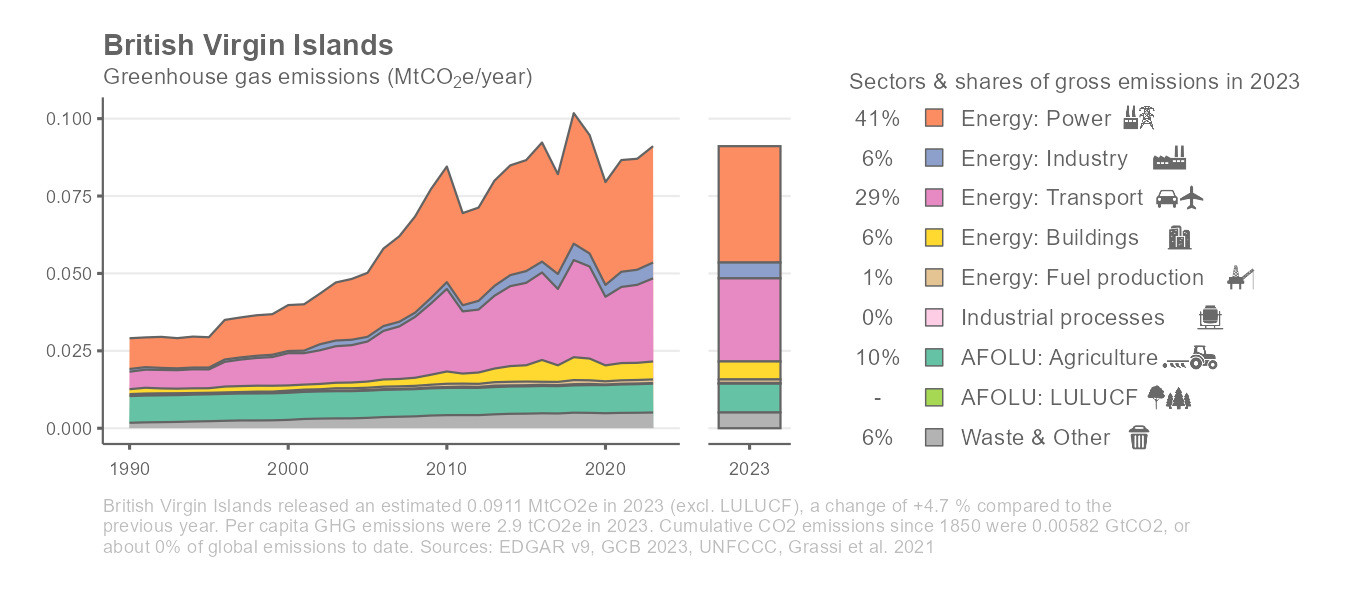 British Virgin Islands
Greenhouse gas emissions (MtCO₂e/year)
Sectors & shares of gross emissions in 2023
0.100
0.075
0.050
0.025
0.000
1990
2000
2010
2020
2023
41% Energy: Power
6% Energy: Industry
29% Energy: Transport
6% Energy: Buildings
1% Energy: Fuel production
0% Industrial processes
10% AFOLU: Agriculture
- AFOLU: LULUCF
6% Waste & Other
British Virgin Islands released an estimated 0.0911 MtCO2e in 2023 (excl. LULUCF), a change of +4.7 % compared to the
previous year. Per capita GHG emissions were 2.9 tCO2e in 2023. Cumulative CO2 emissions since 1850 were 0.00582 GtCO2, or
about 0% of global emissions to date. Sources: EDGAR v9, GCB 2023, UNFCCC, Grassi et al. 2021